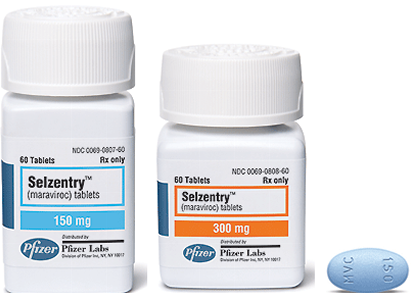 NDC 0069-0807-60
60 Tablets Rx only
Selzentry™
(maraviroc) tablets
150 mg
Distributed by
Pfizer Pfizer Labs
Division of Pfizer Inc, NY, NY 10017
NDC 0069-0808-60
60 Tablets Rx only
Selzentry™
(maraviroc) tablets
300 mg
Distributed by
Pfizer Pfizer Labs
Division of Pfizer Inc, NY, NY 10017
MVC 150